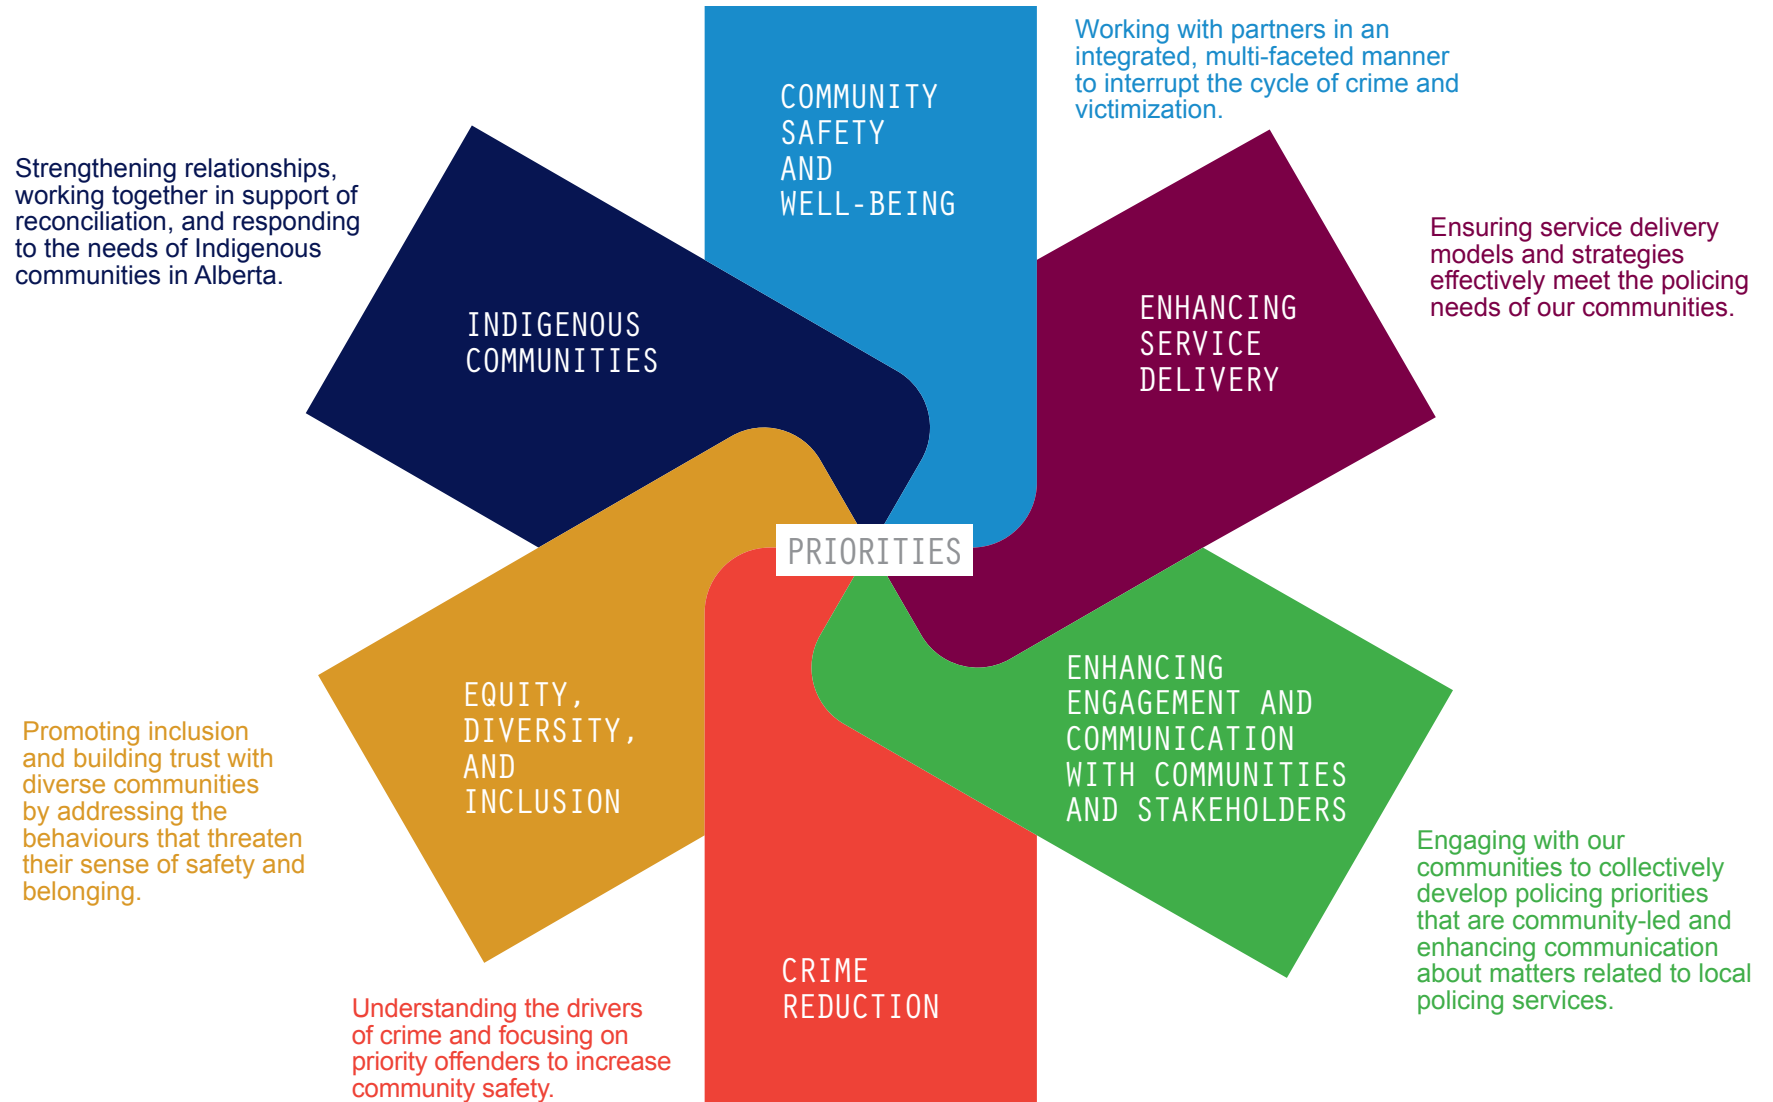 COMMUNITY
SAFETY
AND
WELL-BEING
Working with partners in an
integrated, multi-faceted manner
to interrupt the cycle of crime and
victimization.
ENHANCING
SERVICE
DELIVERY
Ensuring service delivery
models and strategies
effectively meet the policing
needs of our communities.
ENHANCING
ENGAGEMENT AND
COMMUNICATION
WITH COMMUNITIES
AND STAKEHOLDERS
Engaging with our
communities to collectively
develop policing priorities
that are community-led and
enhancing communication
about matters related to local
policing services.
CRIME
REDUCTION
Understanding the drivers
of crime and focusing on
priority offenders to increase
community safety.
EQUITY,
DIVERSITY,
AND
INCLUSION
Promoting inclusion
and building trust with
diverse communities
by addressing the
behaviours that threaten
their sense of safety and
belonging.
INDIGENOUS
COMMUNITIES
Strengthening relationships,
working together in support of
reconciliation, and responding
to the needs of Indigenous
communities in Alberta.
PRIORITIES